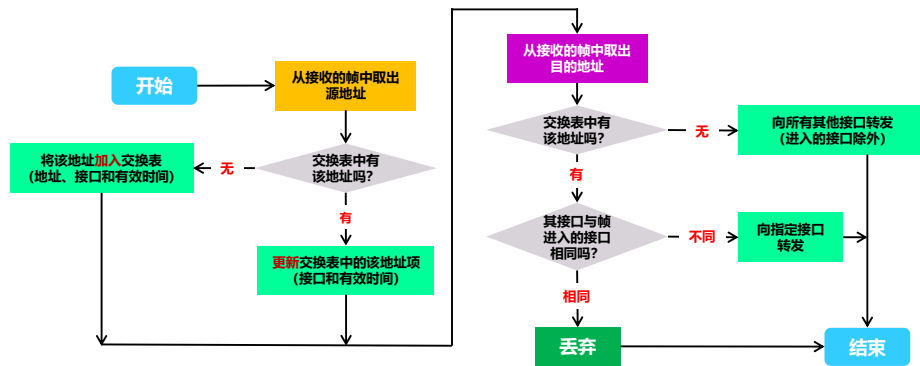 开始
从接收的帧中取出
源地址
交换表中有
该地址吗？
无
将该地址加入交换表
（地址、接口和有效时间）
有
更新交换表中的该地址项
（接口和有效时间）
从接收的帧中取出
目的地址
交换表中有
该地址吗？
无
向所有其他接口转发
（进入的接口除外）
有
其接口与帧
进入的接口
相同吗？
不同
向指定接口
转发
相同
丢弃
结束